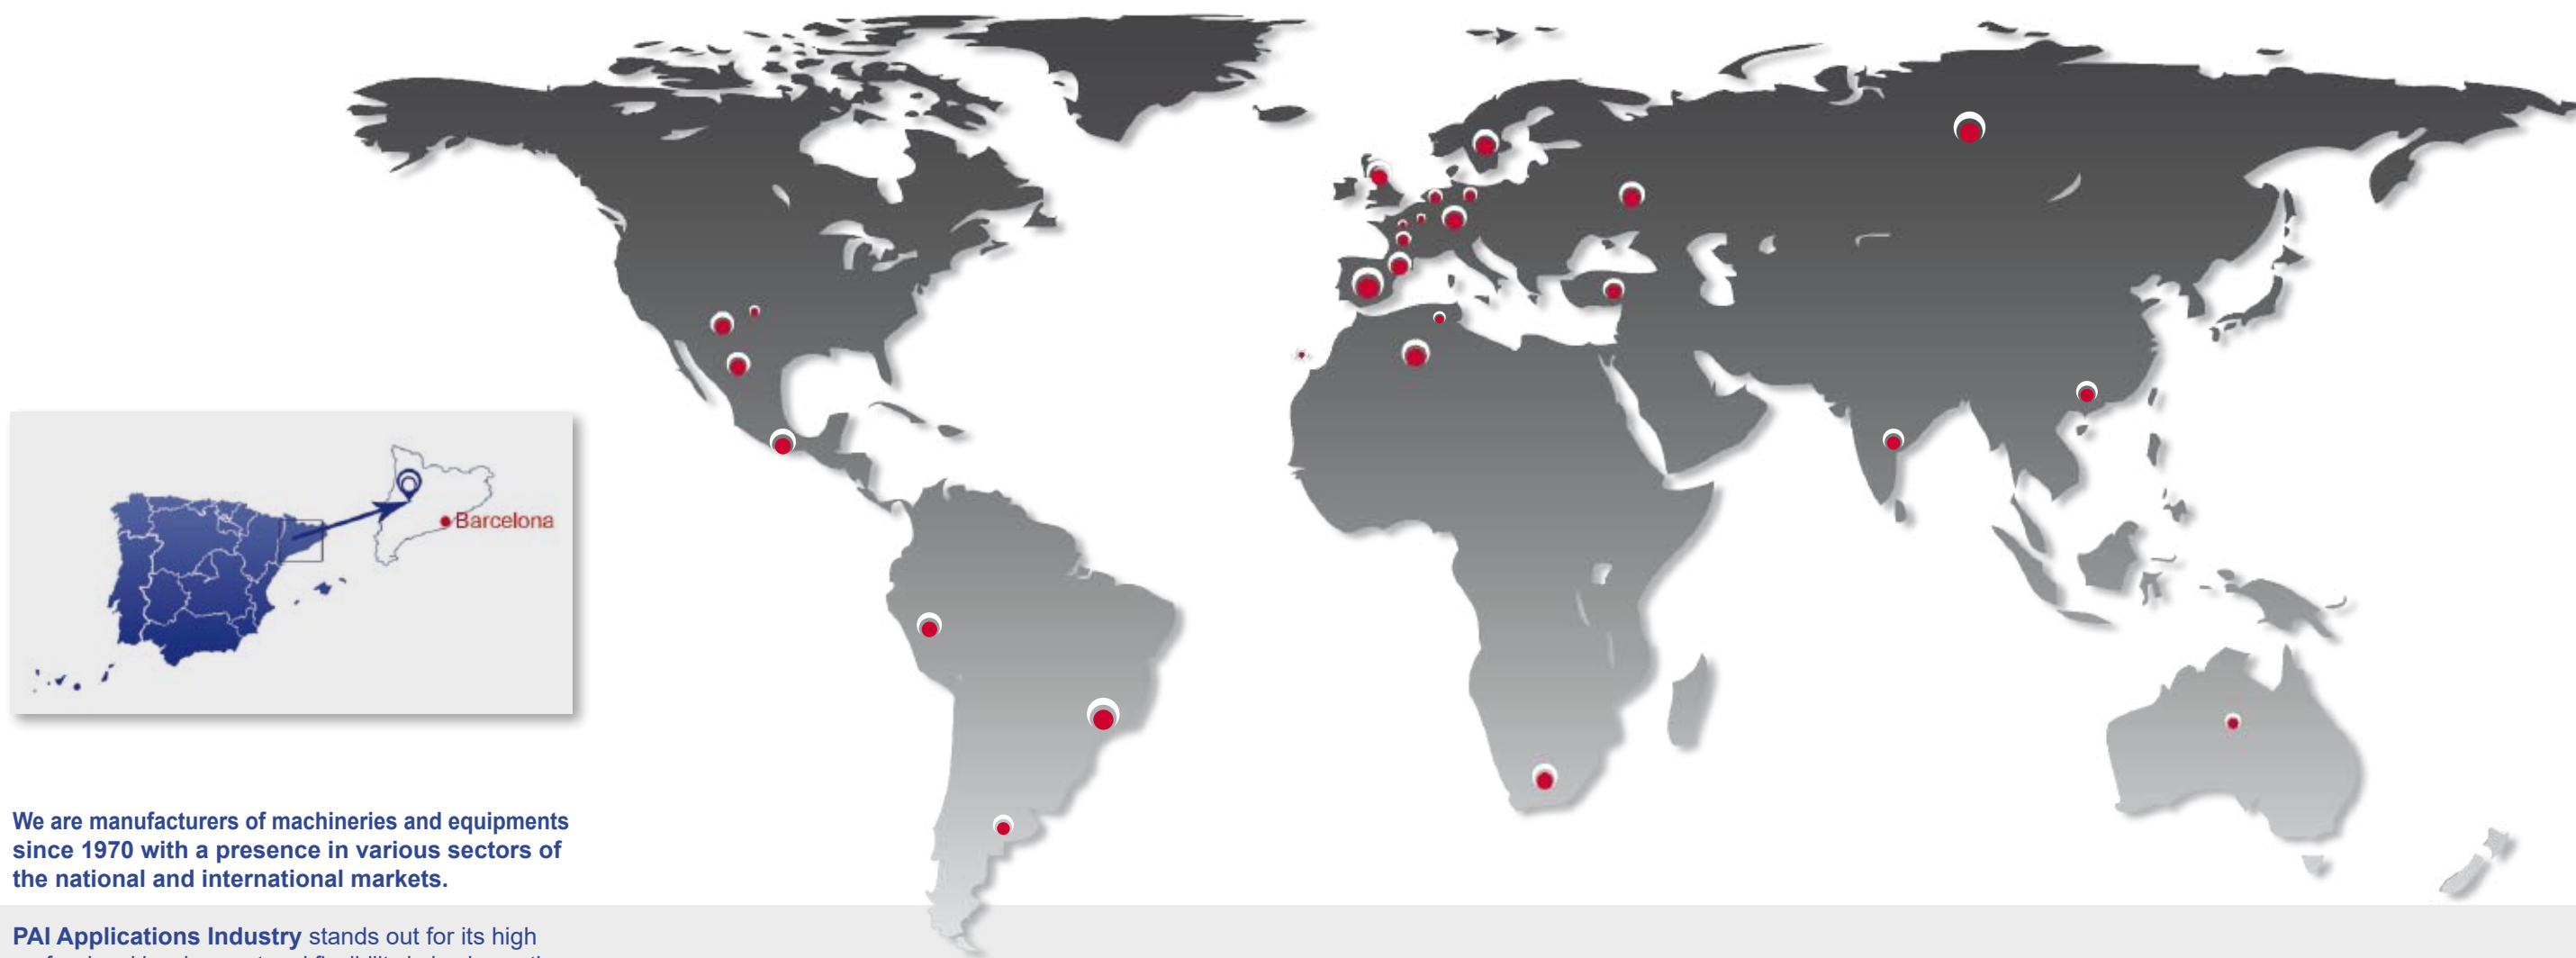 Barcelona
We are manufacturers of machineries and equipments
since 1970 with a presence in various sectors of
the national and international markets.
PAI Applications Industry stands out for its high